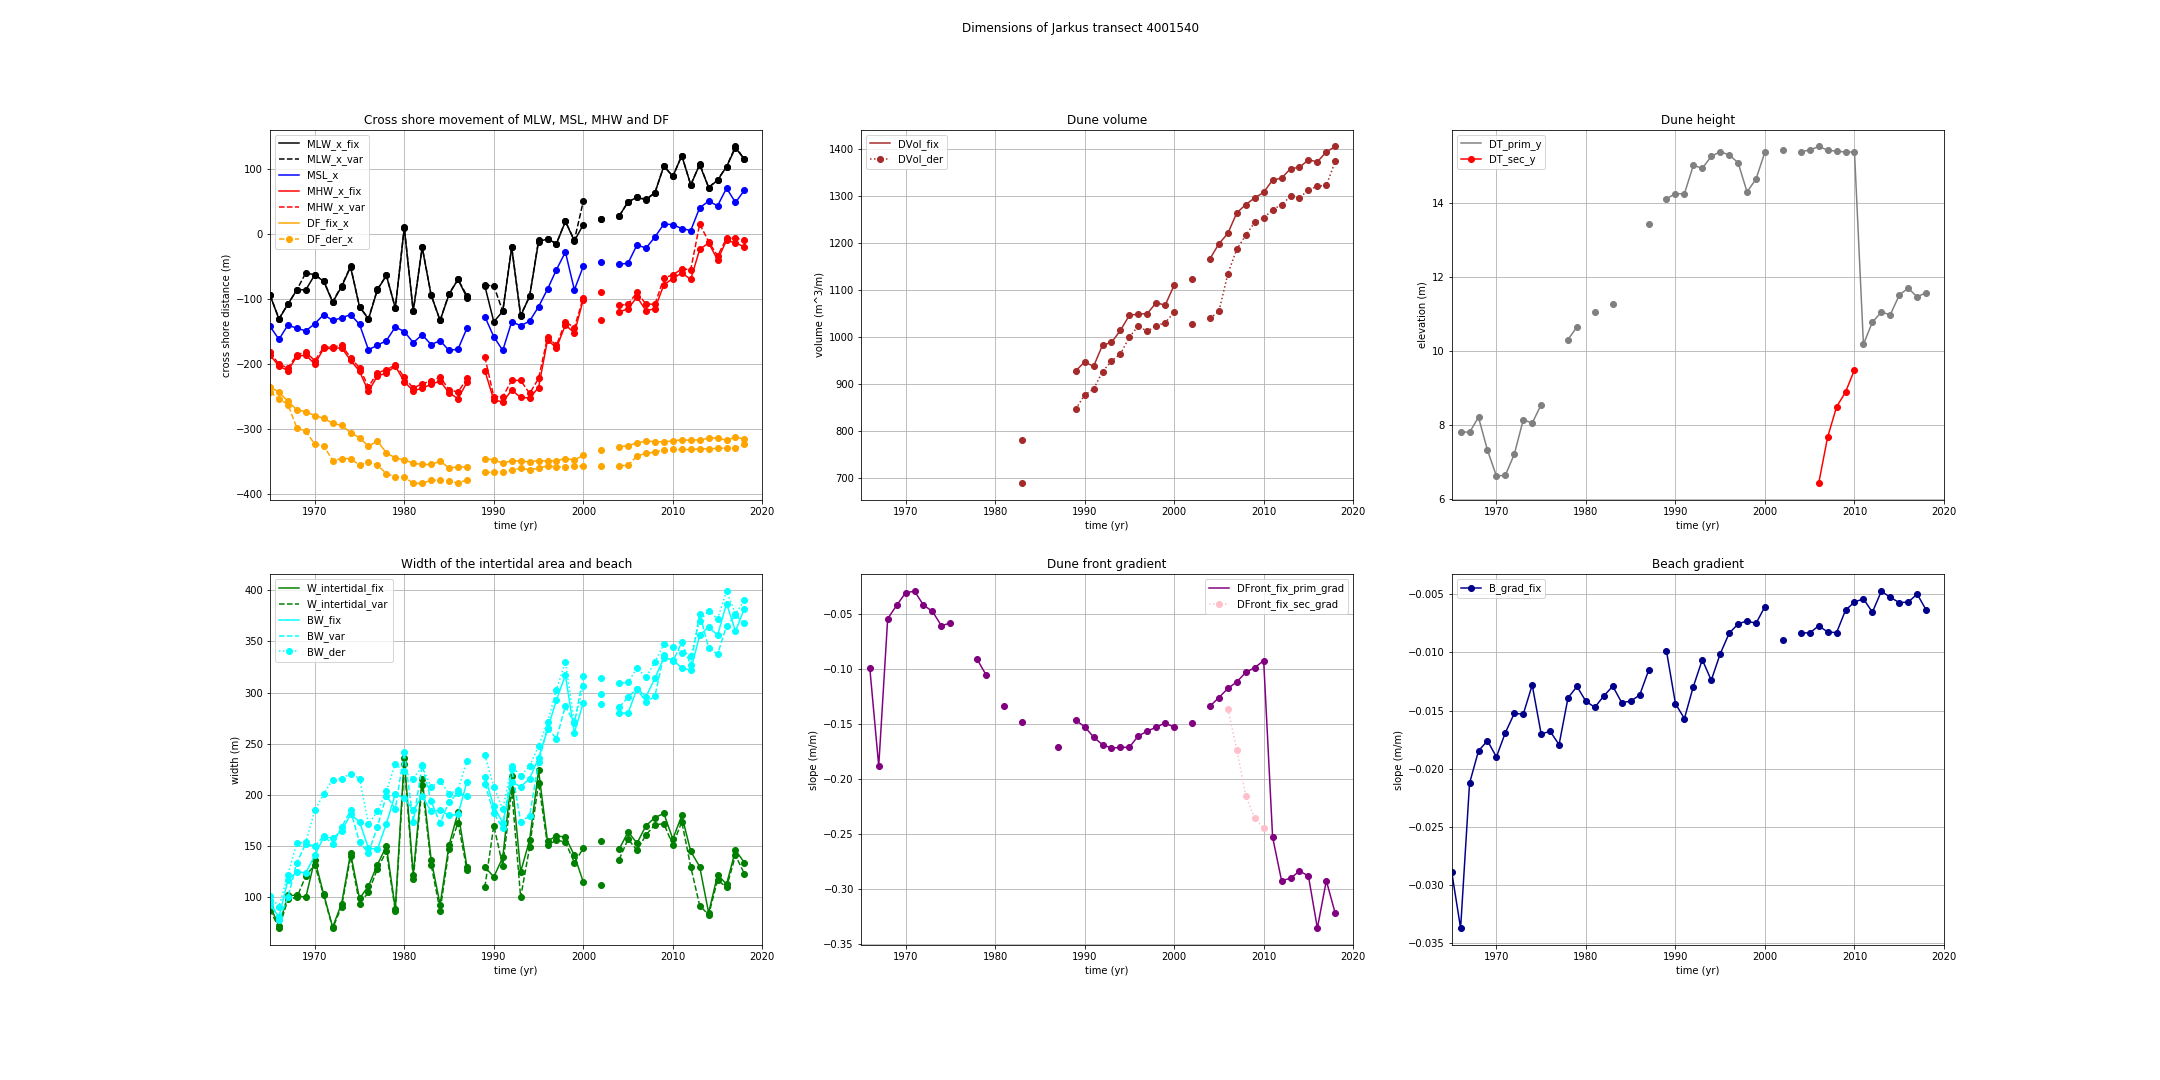 Dimensions of Jarkus transect 4001540
Cross shore movement of MLW, MSL, MHW and DF
cross shore distance (m)
100
0
−100
−200
−300
−400
MLW_x_fix
MLW_x_var
MSL_x
MHW_x_fix
MHW_x_var
DF_fix_x
DF_der_x
1970 1980 1990 2000 2010 2020
time (yr)
Dune volume
volume (m^3/m)
1400
1300
1200
1100
1000
900
800
700
DVol_fix
DVol_der
1970 1980 1990 2000 2010 2020
time (yr)
Dune height
elevation (m)
14
12
10
8
6
DT_prim_y
DT_sec_y
1970 1980 1990 2000 2010 2020
time (yr)
Width of the intertidal area and beach
width (m)
400
350
300
250
200
150
100
W_intertidal_fix
W_intertidal_var
BW_fix
BW_var
BW_der
1970 1980 1990 2000 2010 2020
time (yr)
Dune front gradient
slope (m/m)
−0.05
−0.10
−0.15
−0.20
−0.25
−0.30
−0.35
DFront_fix_prim_grad
DFront_fix_sec_grad
1970 1980 1990 2000 2010 2020
time (yr)
Beach gradient
slope (m/m)
−0.005
−0.010
−0.015
−0.020
−0.025
−0.030
−0.035
B_grad_fix
1970 1980 1990 2000 2010 2020
time (yr)